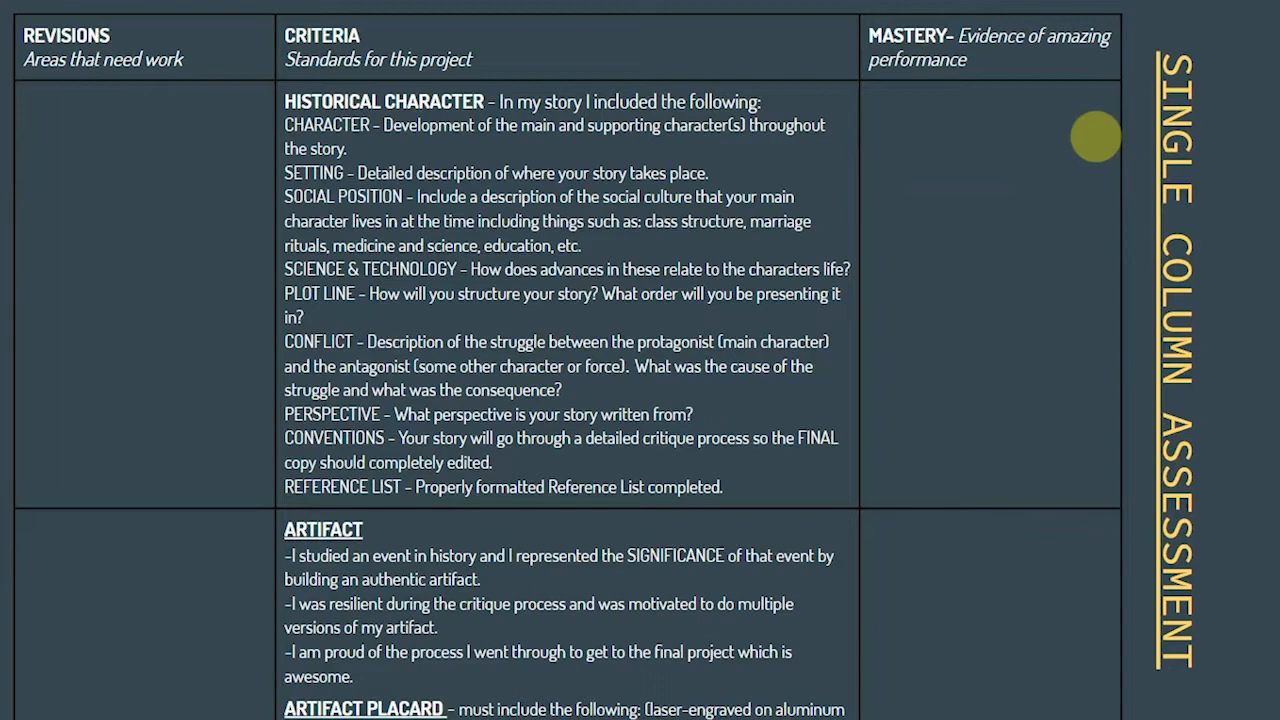 REVISIONS
Areas that need work
CRITERIA
Standards for this project
MASTERY- Evidence of amazing
performance
HISTORICAL CHARACTER - In my story I included the following:
CHARACTER - Development of the main and supporting character(s) throughout
the story.
SETTING - Detailed description of where your story takes place.
SOCIAL POSITION - Include a description of the social culture that your main
character lives in at the time including things such as: class structure, marriage
rituals, medicine and science, education, etc.
SCIENCE & TECHNOLOGY - How does advances in these relate to the characters life?
PLOT LINE - How will you structure your story? What order will you be presenting it
in?
CONFLICT - Description of the struggle between the protagonist (main character)
and the antagonist (some other character or force). What was the cause of the
struggle and what was the consequence?
PERSPECTIVE - What perspective is your story written from?
CONVENTIONS - Your story will go through a detailed critique process so the FINAL
copy should completely edited.
REFERENCE LIST - Properly formatted Reference List completed.
ARTIFACT
-I studied an event in history and I represented the SIGNIFICANCE of that event by
building an authentic artifact.
-I was resilient during the critique process and was motivated to do multiple
versions of my artifact.
-I am proud of the process I went through to get to the final project which is
awesome.
ARTIFACT PLACARD - must include the following: (laser-engraved on aluminum
SINGLE COLUMN ASSESSMENT